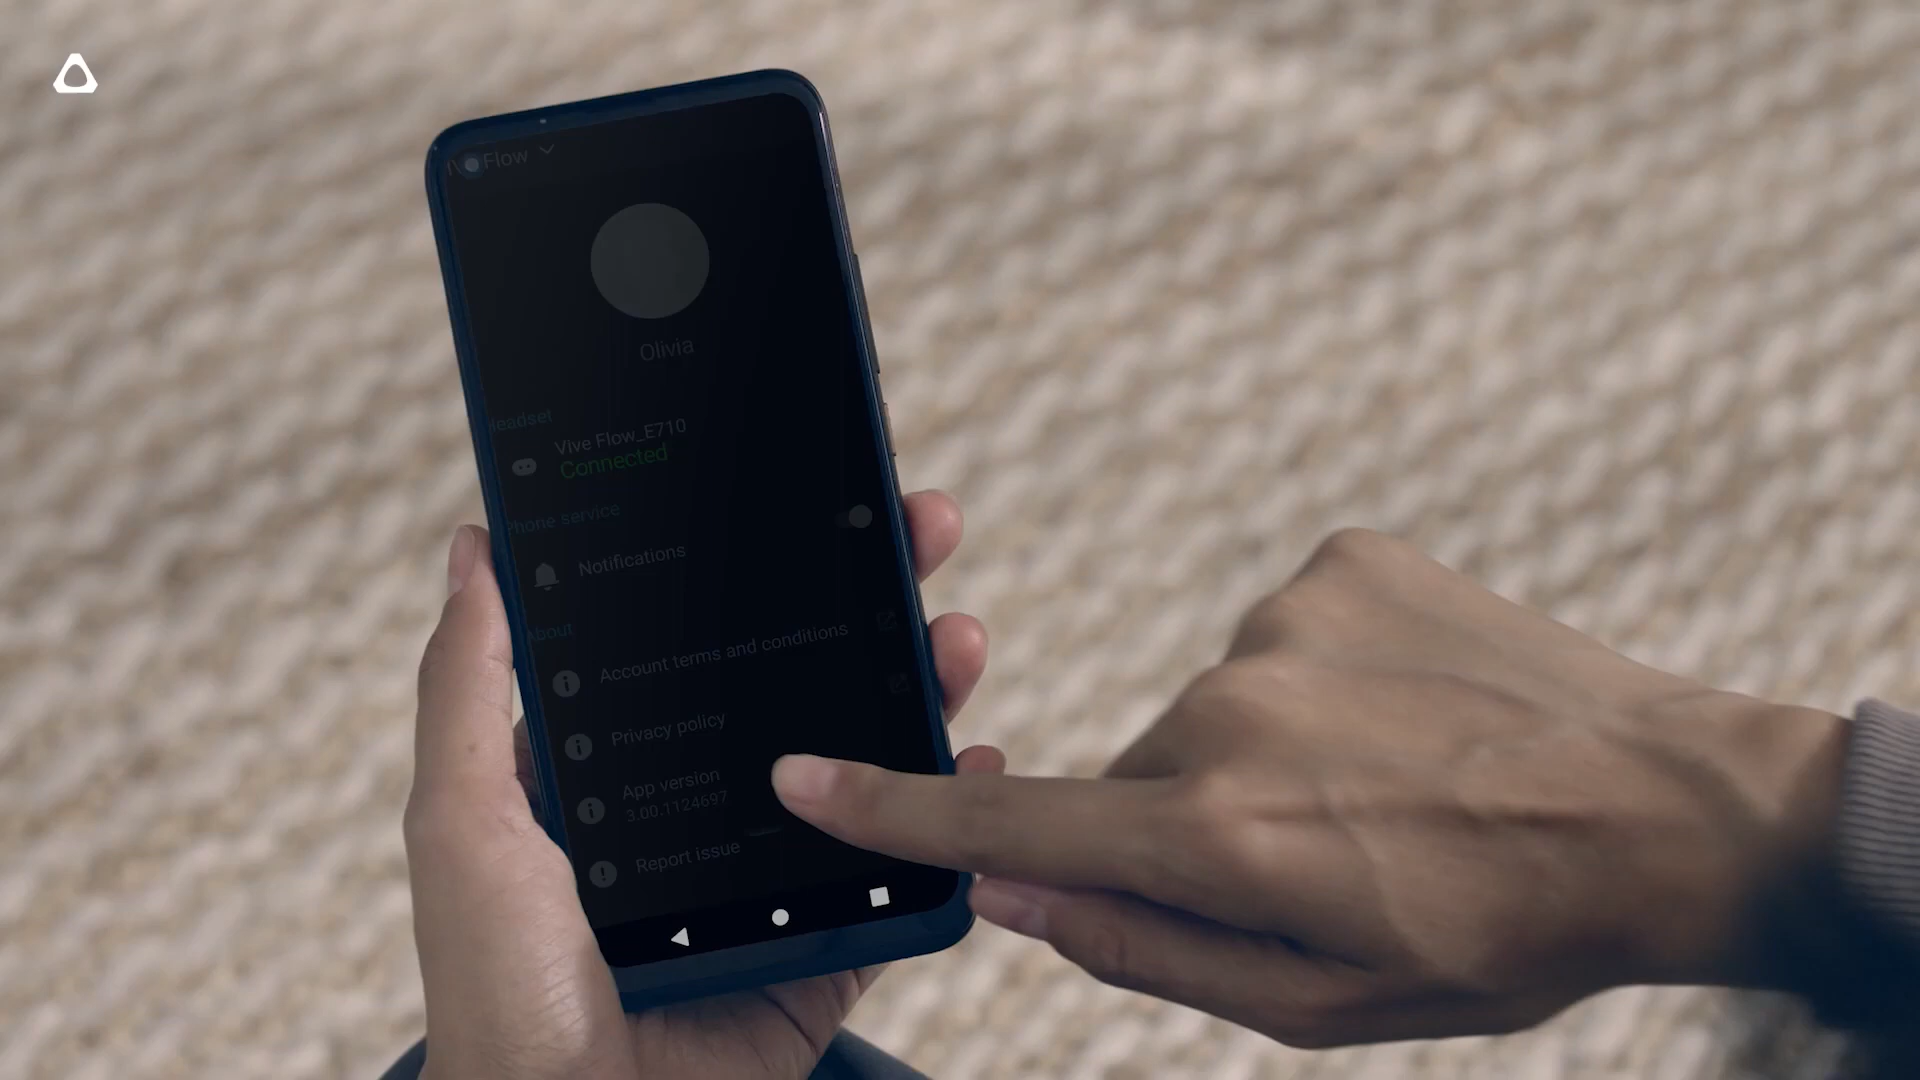 Flow
Olivia
Headset
Vive Flow_E710
Connected
Phone service
Notifications
About
Account terms and conditions
Privacy policy
App version
3.00.1124697
Report issue